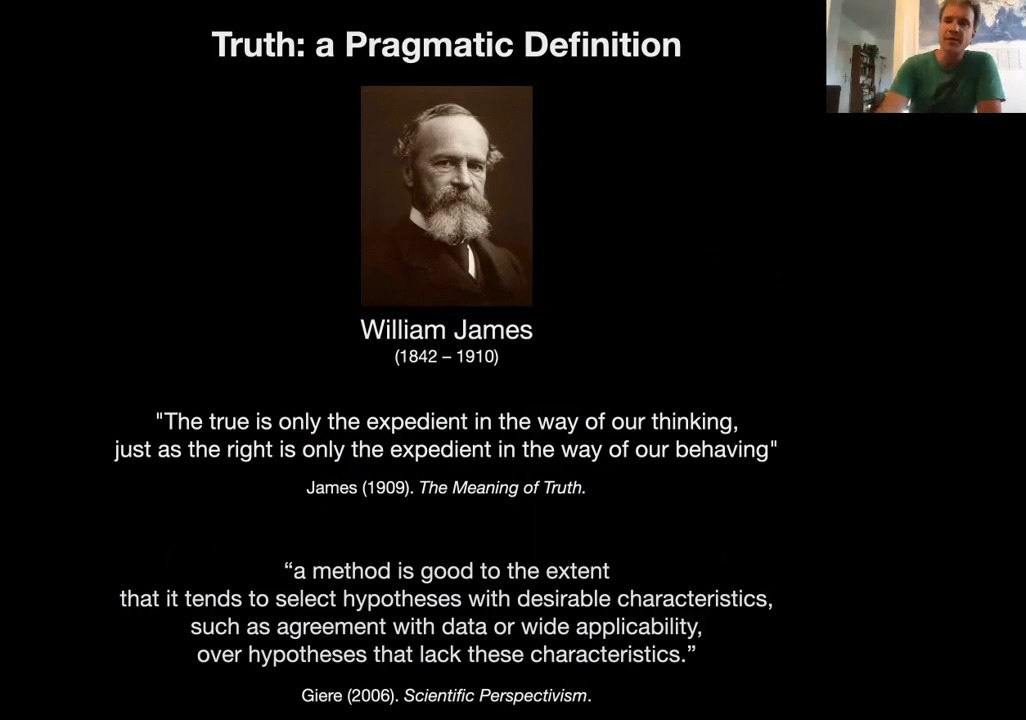 Truth: a Pragmatic Definition
William James
(1842 – 1910)
"The true is only the expedient in the way of our thinking,
just as the right is only the expedient in the way of our behaving"
James (1909). The Meaning of Truth.
“a method is good to the extent
that it tends to select hypotheses with desirable characteristics,
such as agreement with data or wide applicability,
over hypotheses that lack these characteristics.”
Giere (2006). Scientific Perspectivism.